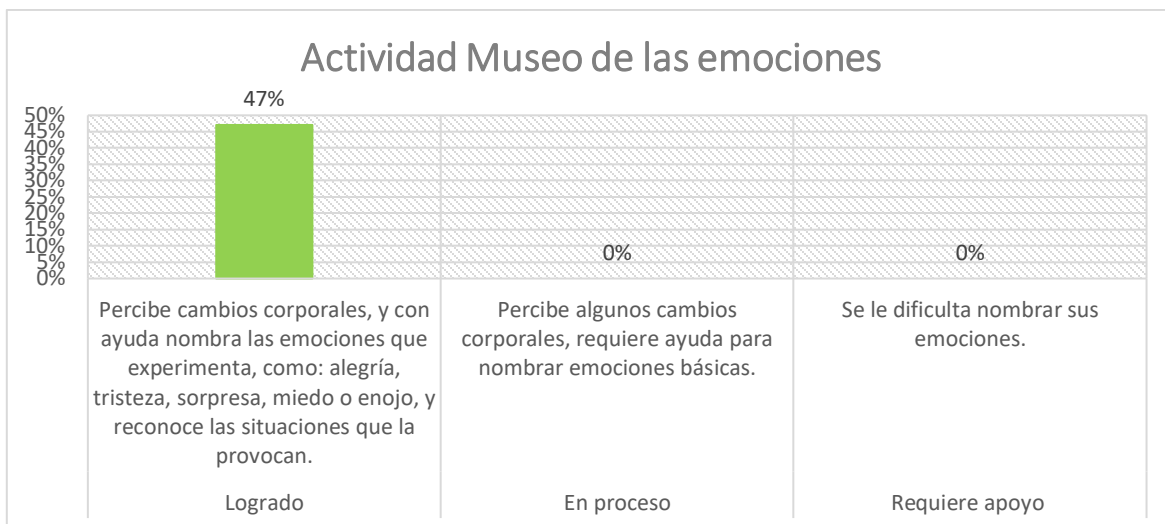 Actividad Museo de las emociones
47%
50%
45%
40%
35%
30%
25%
20%
15%
10%
5%
0%
0%
0%
Percibe cambios corporales, y con
ayuda nombra las emociones que
experimenta, como: alegría,
tristeza, sorpresa, miedo o enojo, y
reconoce las situaciones que la
provocan.
Percibe algunos cambios
corporales, requiere ayuda para
nombrar emociones básicas.
Se le dificulta nombrar sus
emociones.
Logrado
En proceso
Requiere apoyo